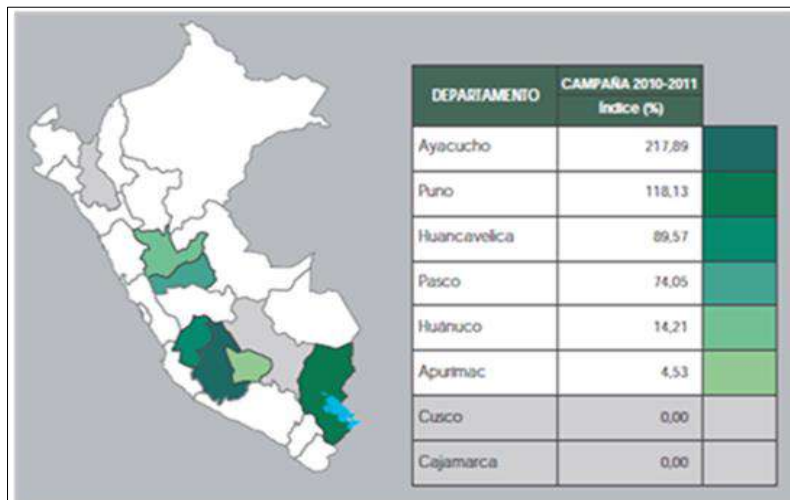 DEPARTAMENTO
CAMPAÑA 2010-2011
Índice (%)
Ayacucho 217,89
Puno 118,13
Huancavelica 89,57
Pasco 74,05
Huánuco 14,21
Apurímac 4,53
Cusco 0,00
Cajamarca 0,00